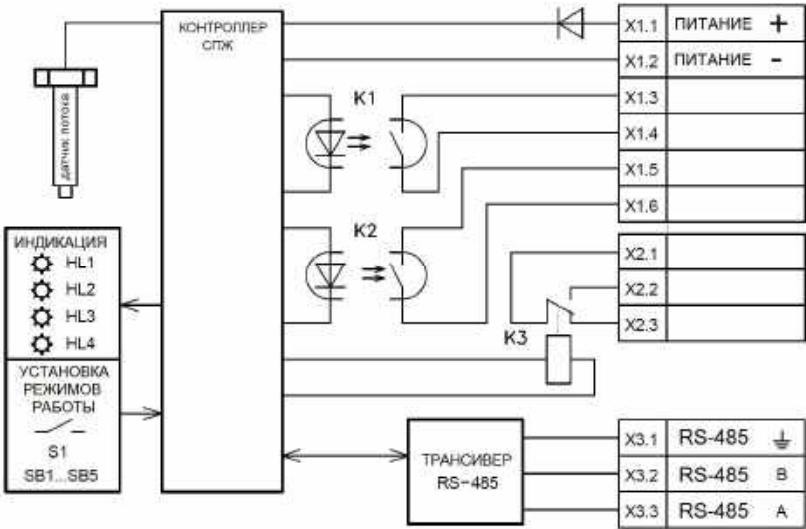 КОНТРОЛЛЕР
СПЖ
датчик потока
ИНДИКАЦИЯ
HL1
HL2
HL3
HL4
УСТАНОВКА
РЕЖИМОВ
РАБОТЫ
S1
SB1...SB5
K1
K2
K3
ТРАНСИВЕР
RS-485
X1.1 ПИТАНИЕ +
X1.2 ПИТАНИЕ -
X1.3
X1.4
X1.5
X1.6
X2.1
X2.2
X2.3
X3.1 RS-485
X3.2 RS-485 B
X3.3 RS-485 A